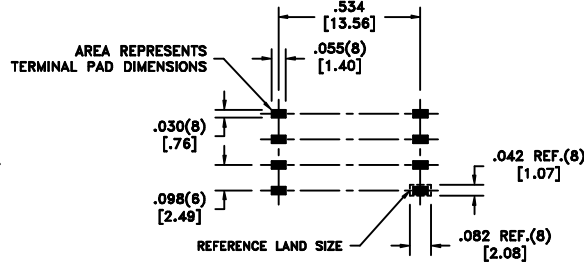 .534
[13.56]
AREA REPRESENTS
TERMINAL PAD DIMENSIONS
.055(8)
[1.40]
.030(8)
[.76]
.042 REF.(8)
[1.07]
.098(6)
[2.49]
REFERENCE LAND SIZE
.082 REF.(8)
[2.08]